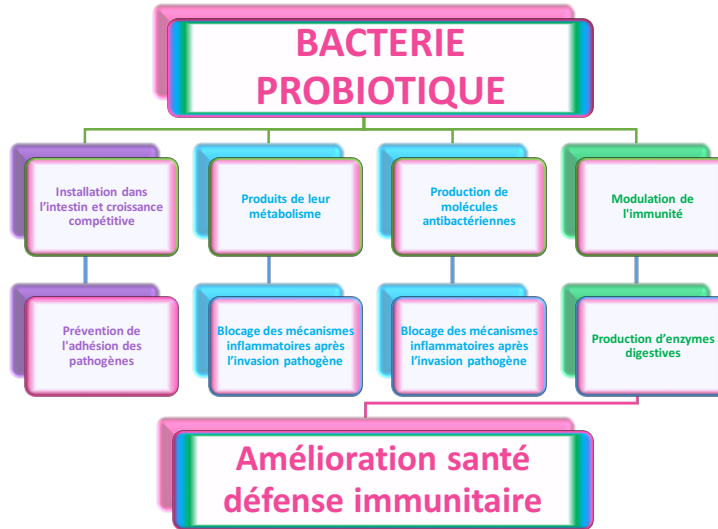 BACTERIE
PROBIOTIQUE
Installation dans
l'intestin et croissance
compétitive
Produits de leur
métabolisme
Production de
molécules
antibactériennes
Modulation de
l'immunité
Prévention de
l'adhésion des
pathogènes
Blocage des mécanismes
inflammatoires après
l'invasion pathogène
Blocage des mécanismes
inflammatoires après
l'invasion pathogène
Production d'enzymes
digestives
Amélioration santé
défense immunitaire